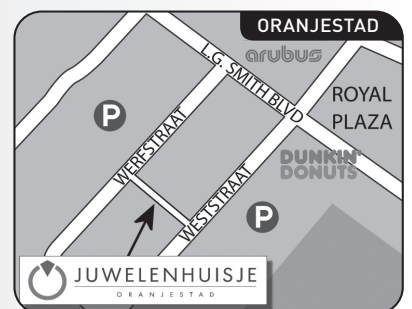 ORANJESTAD
arubus
L.G. SMITH BLVD
ROYAL
PLAZA
P
WERFSTRAAT
DUNKIN'
DONUTS
WESTSTRAAT
P
JUWELENHUISJE
ORANJESTAD